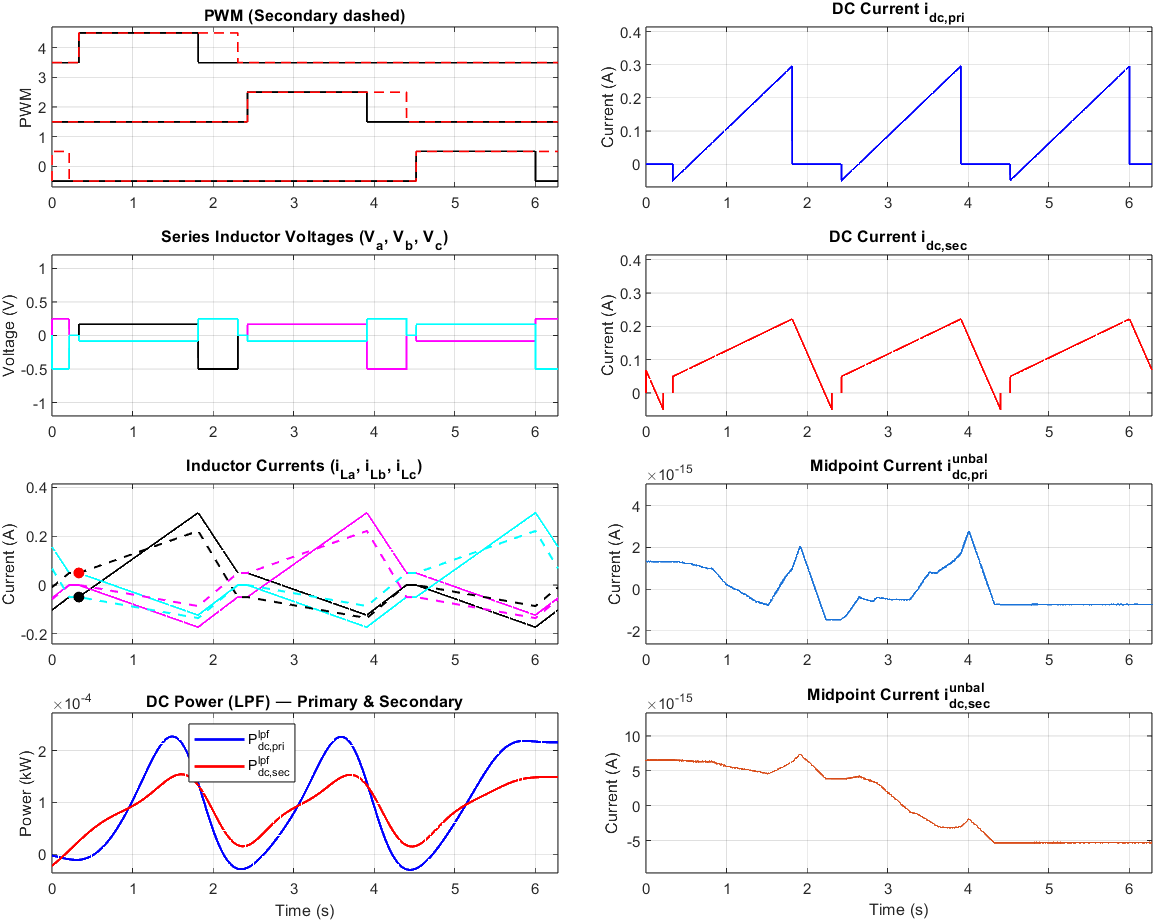 PWM (Secondary dashed)
PWM
4
3
2
1
0
0 1 2 3 4 5 6
DC Current i_dc,pri
Current (A)
0.4
0.3
0.2
0.1
0
0 1 2 3 4 5 6
Series Inductor Voltages (V_a, V_b, V_c)
Voltage (V)
1
0.5
0
-0.5
-1
0 1 2 3 4 5 6
DC Current i_dc,sec
Current (A)
0.4
0.3
0.2
0.1
0
0 1 2 3 4 5 6
Inductor Currents (i_La, i_Lb, i_Lc)
Current (A)
0.4
0.2
0
-0.2
0 1 2 3 4 5 6
Midpoint Current i_dc,pri^unbal
×10^-15
Current (A)
4
2
0
-2
0 1 2 3 4 5 6
DC Power (LPF) — Primary & Secondary
×10^-4
Power (kW)
2
1
0
P_dc,pri^lpf
P_dc,sec^lpf
0 1 2 3 4 5 6
Time (s)
Midpoint Current i_dc,sec^unbal
×10^-15
Current (A)
10
5
0
-5
0 1 2 3 4 5 6
Time (s)